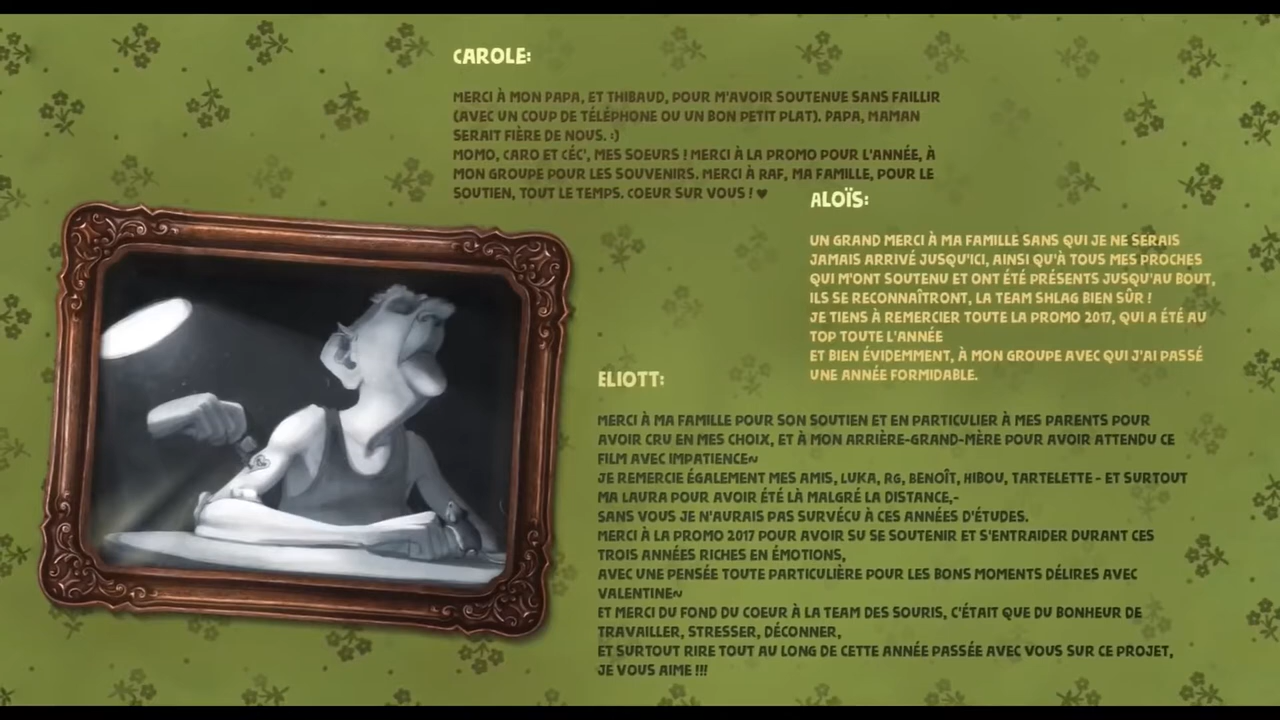 CAROLE:
MERCI À MON PAPA, ET THIBAUD, POUR M'AVOIR SOUTENUE SANS FAILLIR
(AVEC UN COUP DE TÉLÉPHONE OU UN BON PETIT PLAT). PAPA, MAMAN
SERAIT FIÈRE DE NOUS. :)
MOMO, CARO ET CÉC', MES SOEURS ! MERCI À LA PROMO POUR L'ANNÉE, À
MON GROUPE POUR LES SOUVENIRS. MERCI À RAF, MA FAMILLE, POUR LE
SOUTIEN, TOUT LE TEMPS. COEUR SUR VOUS ! ♥
ALOÏS:
UN GRAND MERCI À MA FAMILLE SANS QUI JE NE SERAIS
JAMAIS ARRIVÉ JUSQU'ICI, AINSI QU'À TOUS MES PROCHES
QUI M'ONT SOUTENU ET ONT ÉTÉ PRÉSENTS JUSQU'AU BOUT,
ILS SE RECONNAÎTRONT, LA TEAM SHLAG BIEN SÛR !
JE TIENS À REMERCIER TOUTE LA PROMO 2017, QUI A ÉTÉ AU
TOP TOUTE L'ANNÉE
ET BIEN ÉVIDEMMENT, À MON GROUPE AVEC QUI J'AI PASSÉ
UNE ANNÉE FORMIDABLE.
ELIOTT:
MERCI À MA FAMILLE POUR SON SOUTIEN ET EN PARTICULIER À MES PARENTS POUR
AVOIR CRU EN MES CHOIX, ET À MON ARRIÈRE-GRAND-MÈRE POUR AVOIR ATTENDU CE
FILM AVEC IMPATIENCE~
JE REMERCIE ÉGALEMENT MES AMIS, LUKA, RG, BENOÎT, HIBOU, TARTELETTE - ET SURTOUT
MA LAURA POUR AVOIR ÉTÉ LÀ MALGRÉ LA DISTANCE,-
SANS VOUS JE N'AURAIS PAS SURVÉCU À CES ANNÉES D'ÉTUDES.
MERCI À LA PROMO 2017 POUR AVOIR SU SE SOUTENIR ET S'ENTRAIDER DURANT CES
TROIS ANNÉES RICHES EN ÉMOTIONS,
AVEC UNE PENSÉE TOUTE PARTICULIÈRE POUR LES BONS MOMENTS DÉLIRES AVEC
VALENTINE~
ET MERCI DU FOND DU COEUR À LA TEAM DES SOURIS, C'ÉTAIT QUE DU BONHEUR DE
TRAVAILLER, STRESSER, DÉCONNER,
ET SURTOUT RIRE TOUT AU LONG DE CETTE ANNÉE PASSÉE AVEC VOUS SUR CE PROJET,
JE VOUS AIME !!!